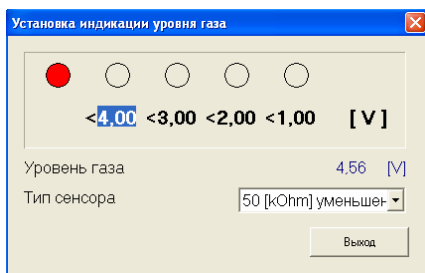 Установка индикации уровня газа
<4,00 <3,00 <2,00 <1,00 [ V ]
Уровень газа 4,56 [V]
Тип сенсора 50 [kOhm] уменьшен
Выход